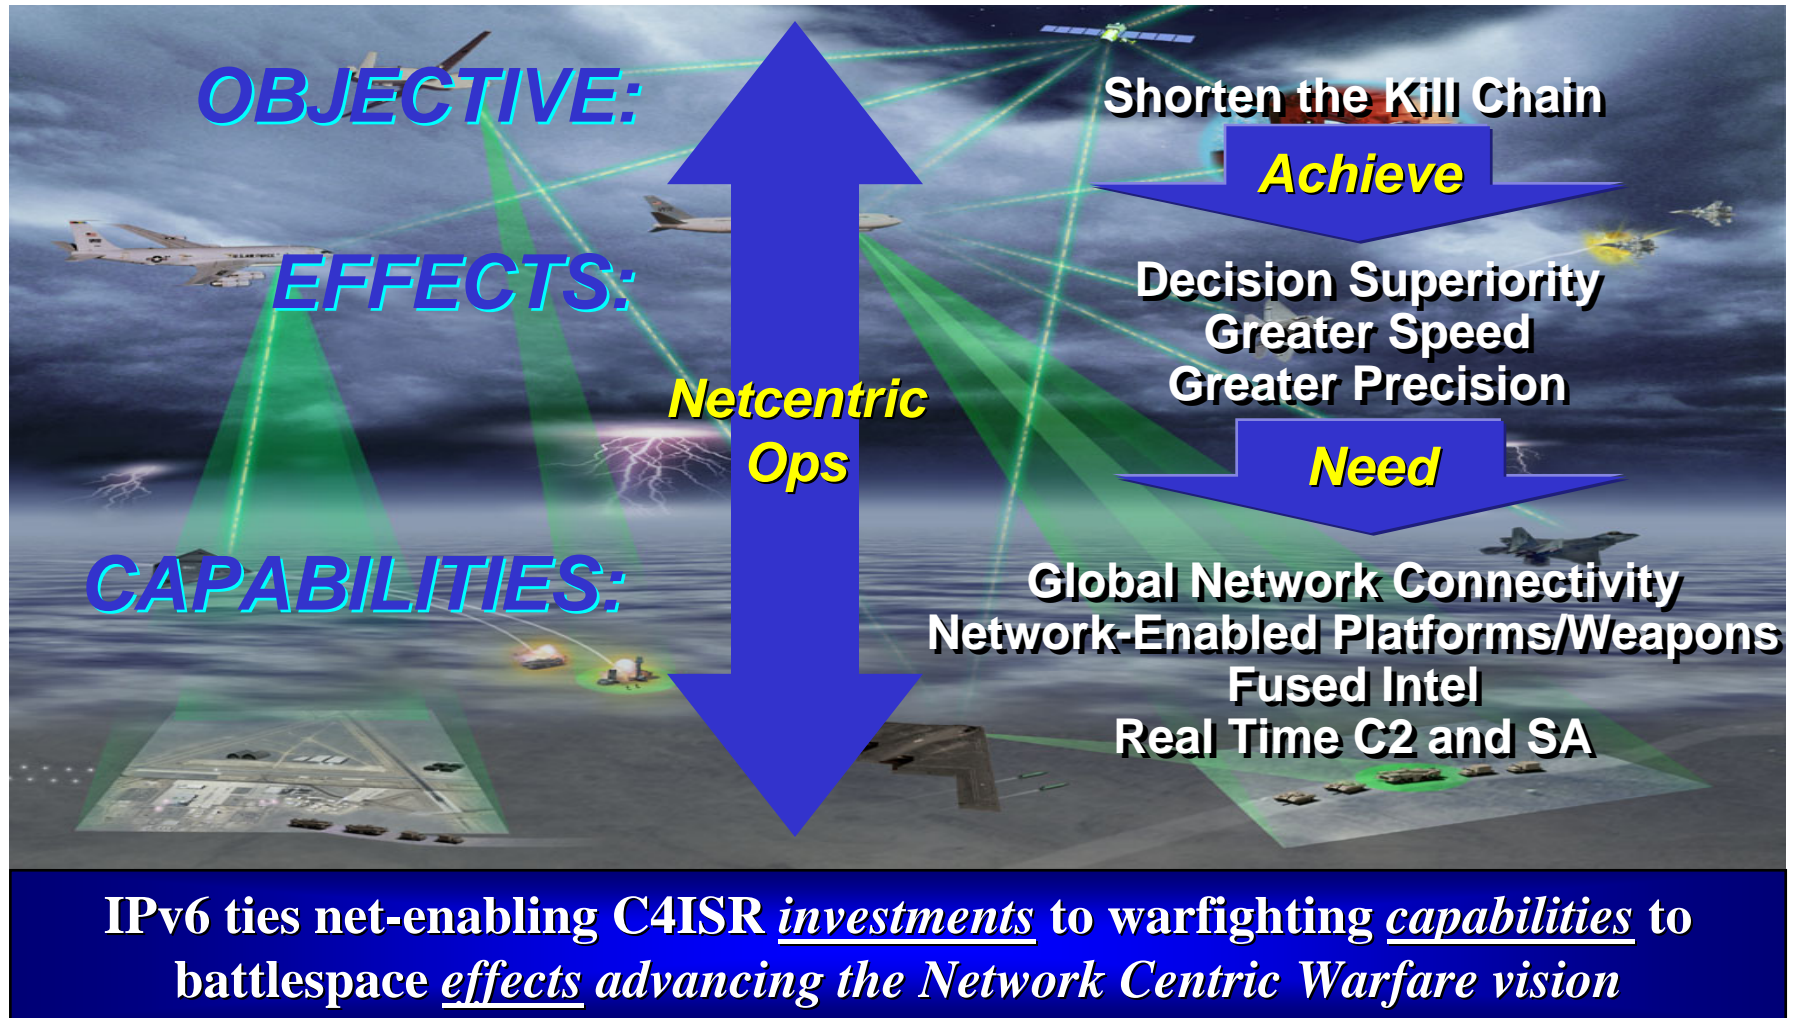 OBJECTIVE:
Shorten the Kill Chain
Achieve
EFFECTS:
Decision Superiority
Greater Speed
Greater Precision
Netcentric
Ops
Need
CAPABILITIES:
Global Network Connectivity
Network-Enabled Platforms/Weapons
Fused Intel
Real Time C2 and SA
IPv6 ties net-enabling C4ISR investments to warfighting capabilities to
battlespace effects advancing the Network Centric Warfare vision